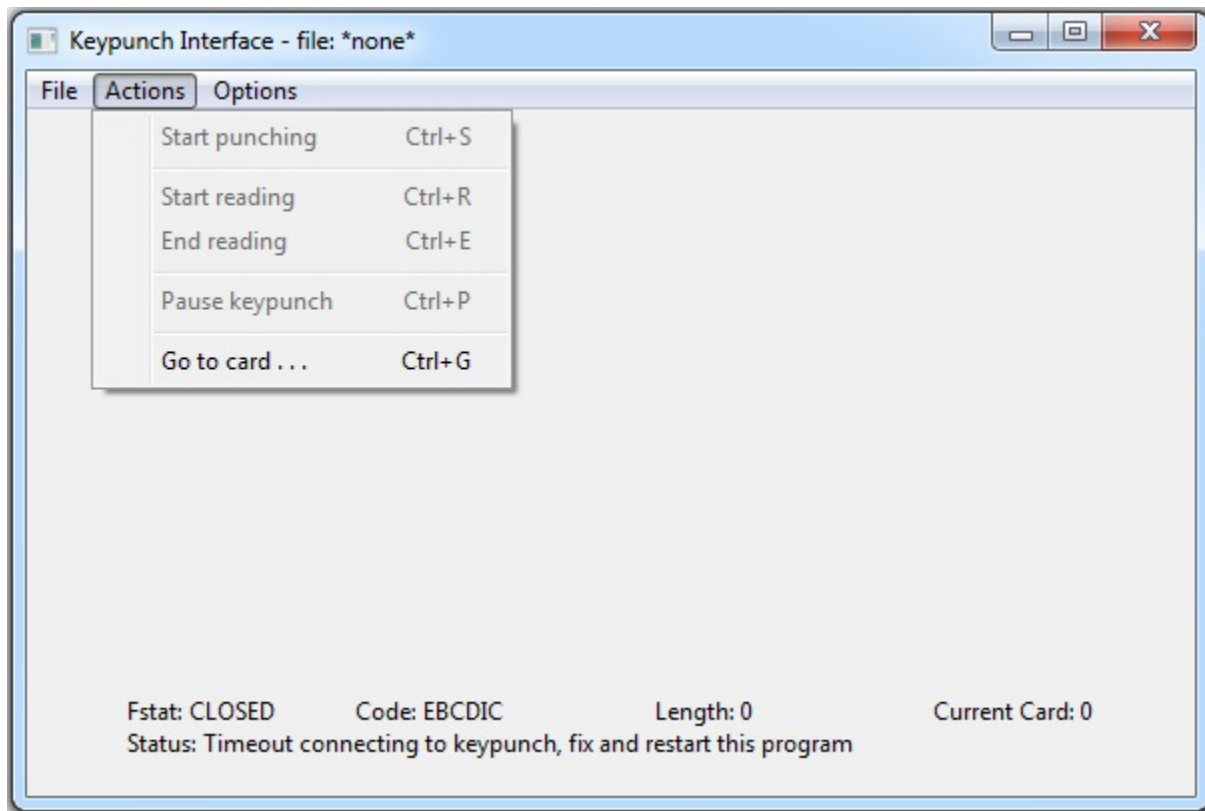 Keypunch Interface - file: *none*
File Actions Options
Start punching Ctrl+S
Start reading Ctrl+R
End reading Ctrl+E
Pause keypunch Ctrl+P
Go to card . . . Ctrl+G
Fstat: CLOSED Code: EBCDIC Length: 0 Current Card: 0
Status: Timeout connecting to keypunch, fix and restart this program